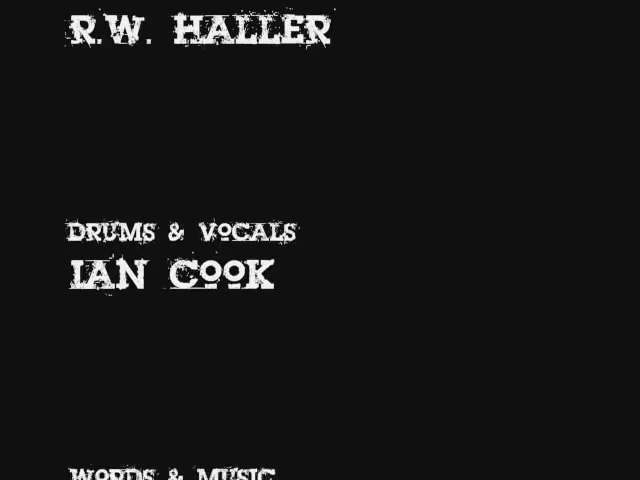 R.W. HALLER
DRUMS & VOCALS
IAN COOK
WORDS & MUSIC